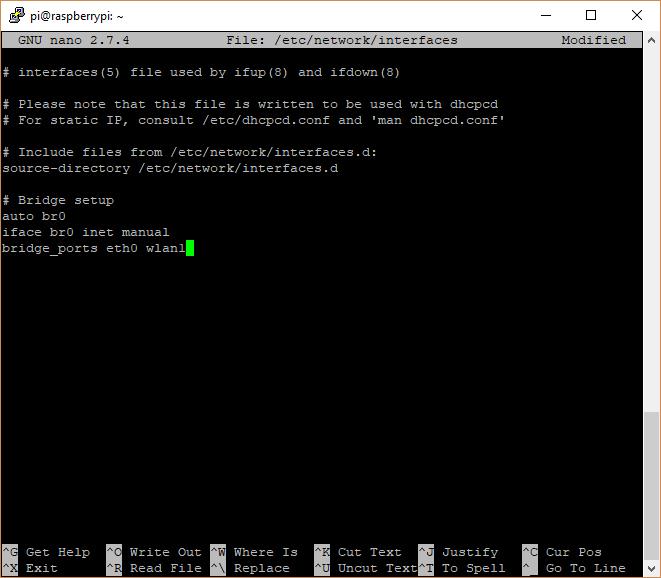 pi@raspberrypi: ~
GNU nano 2.7.4 File: /etc/network/interfaces Modified
# interfaces(5) file used by ifup(8) and ifdown(8)
# Please note that this file is written to be used with dhcpcd
# For static IP, consult /etc/dhcpcd.conf and 'man dhcpcd.conf'
# Include files from /etc/network/interfaces.d:
source-directory /etc/network/interfaces.d
# Bridge setup
auto br0
iface br0 inet manual
bridge_ports eth0 wlan1
^G Get Help ^O Write Out ^W Where Is ^K Cut Text ^J Justify ^C Cur Pos
^X Exit ^R Read File ^\ Replace ^U Uncut Text ^T To Spell ^_ Go To Line